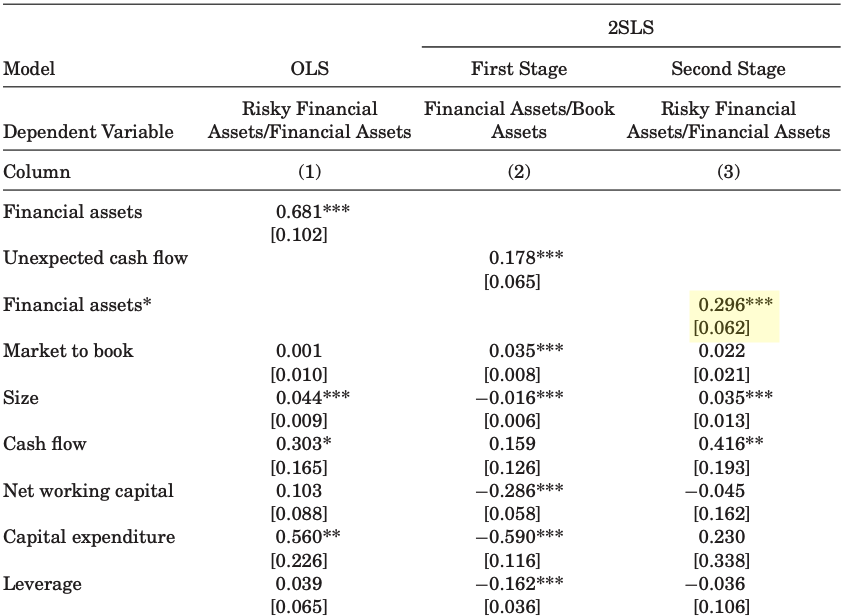 2SLS
Model OLS First Stage Second Stage
Risky Financial Financial Assets/Book Risky Financial
Dependent Variable Assets/Financial Assets Assets Assets/Financial Assets
Column (1) (2) (3)
Financial assets 0.681***
[0.102]
Unexpected cash flow 0.178***
[0.065]
Financial assets* 0.296***
[0.062]
Market to book 0.001 0.035*** 0.022
[0.010] [0.008] [0.021]
Size 0.044*** −0.016*** 0.035***
[0.009] [0.006] [0.013]
Cash flow 0.303* 0.159 0.416**
[0.165] [0.126] [0.193]
Net working capital 0.103 −0.286*** −0.045
[0.088] [0.058] [0.162]
Capital expenditure 0.560** −0.590*** 0.230
[0.226] [0.116] [0.338]
Leverage 0.039 −0.162*** −0.036
[0.065] [0.036] [0.106]